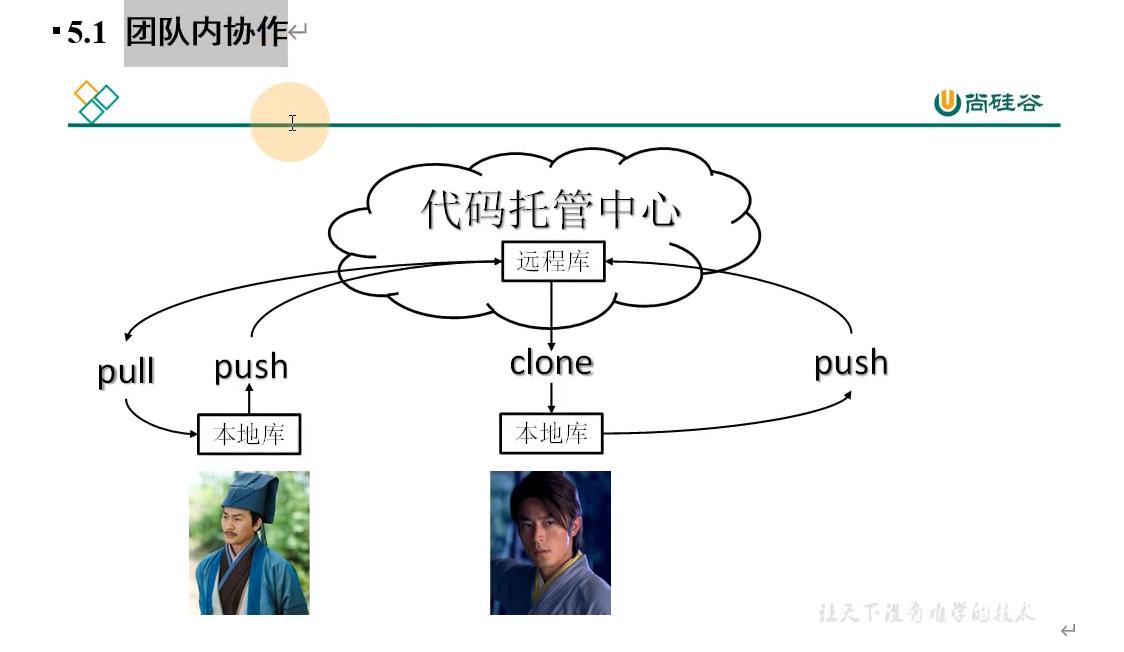 ▪ 5.1 团队内协作↵
尚硅谷
代码托管中心
远程库
pull
push
clone
push
本地库
本地库
让天下没有难学的技术
↵